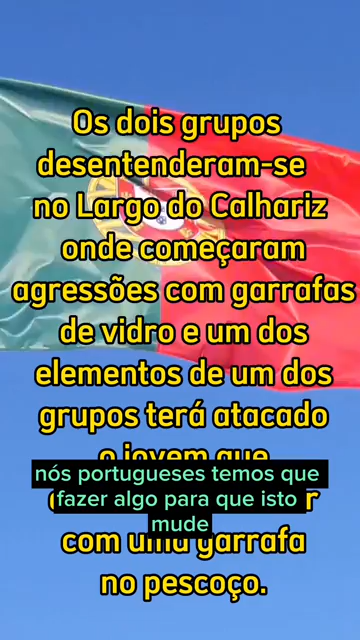 Os dois grupos
desentenderam-se
no Largo do Calhariz
onde começaram
agressões com garrafas
de vidro e um dos
elementos de um dos
grupos terá atacado
o jovem que
nós portugueses temos que
fazer algo para que isto
mude
com uma garrafa
no pescoço.